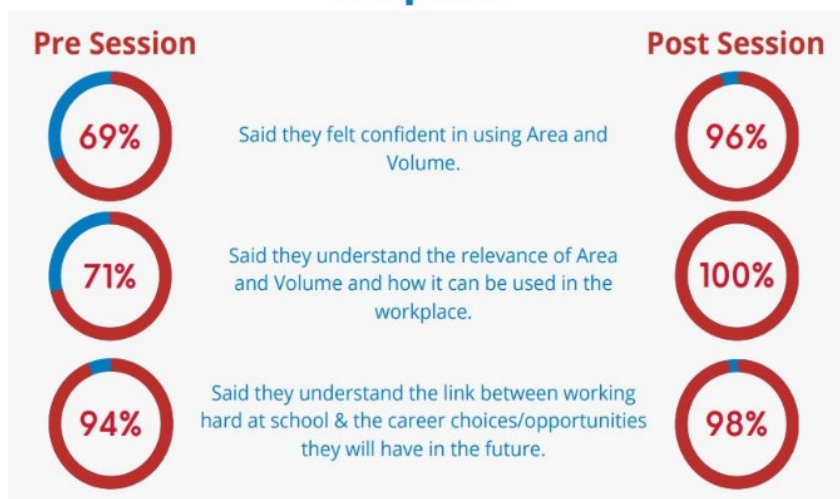 Pre Session
Post Session
69%
Said they felt confident in using Area and
Volume.
96%
71%
Said they understand the relevance of Area
and Volume and how it can be used in the
workplace.
100%
94%
Said they understand the link between working
hard at school & the career choices/opportunities
they will have in the future.
98%